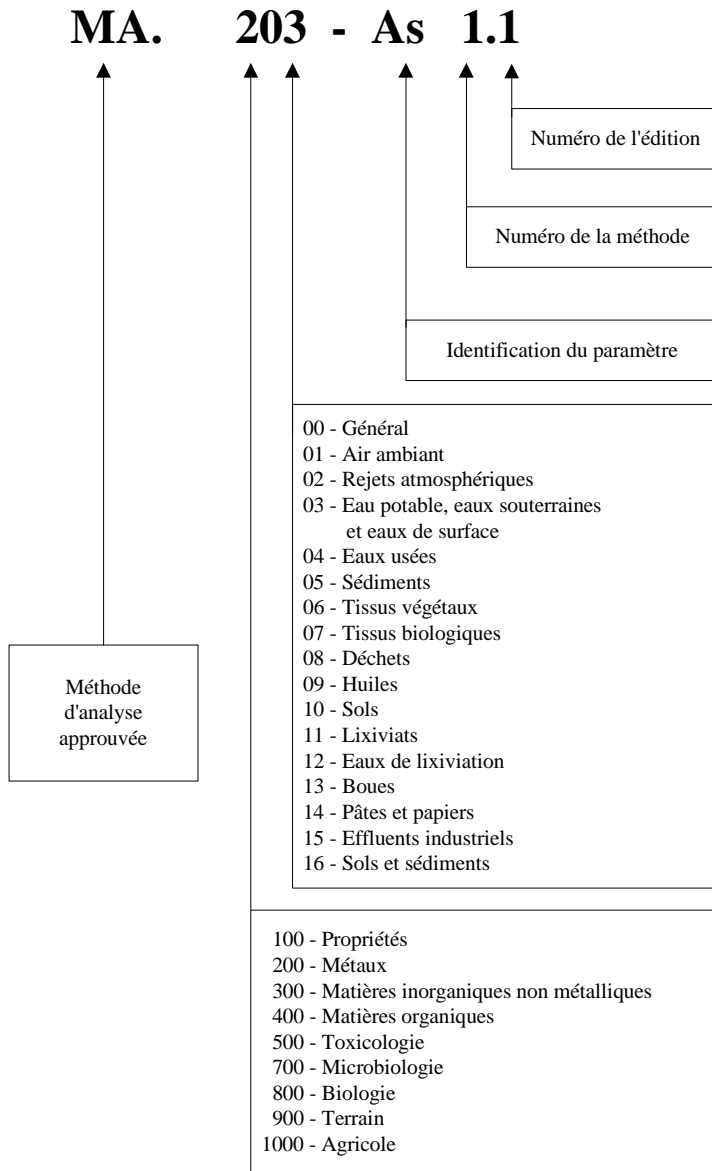 MA. 203 - As 1.1
Numéro de l'édition
Numéro de la méthode
Identification du paramètre
00 - Général
01 - Air ambiant
02 - Rejets atmosphériques
03 - Eau potable, eaux souterraines
et eaux de surface
04 - Eaux usées
05 - Sédiments
06 - Tissus végétaux
07 - Tissus biologiques
08 - Déchets
09 - Huiles
10 - Sols
11 - Lixiviats
12 - Eaux de lixiviation
13 - Boues
14 - Pâtes et papiers
15 - Effluents industriels
16 - Sols et sédiments
Méthode
d'analyse
approuvée
100 - Propriétés
200 - Métaux
300 - Matières inorganiques non métalliques
400 - Matières organiques
500 - Toxicologie
700 - Microbiologie
800 - Biologie
900 - Terrain
1000 - Agricole